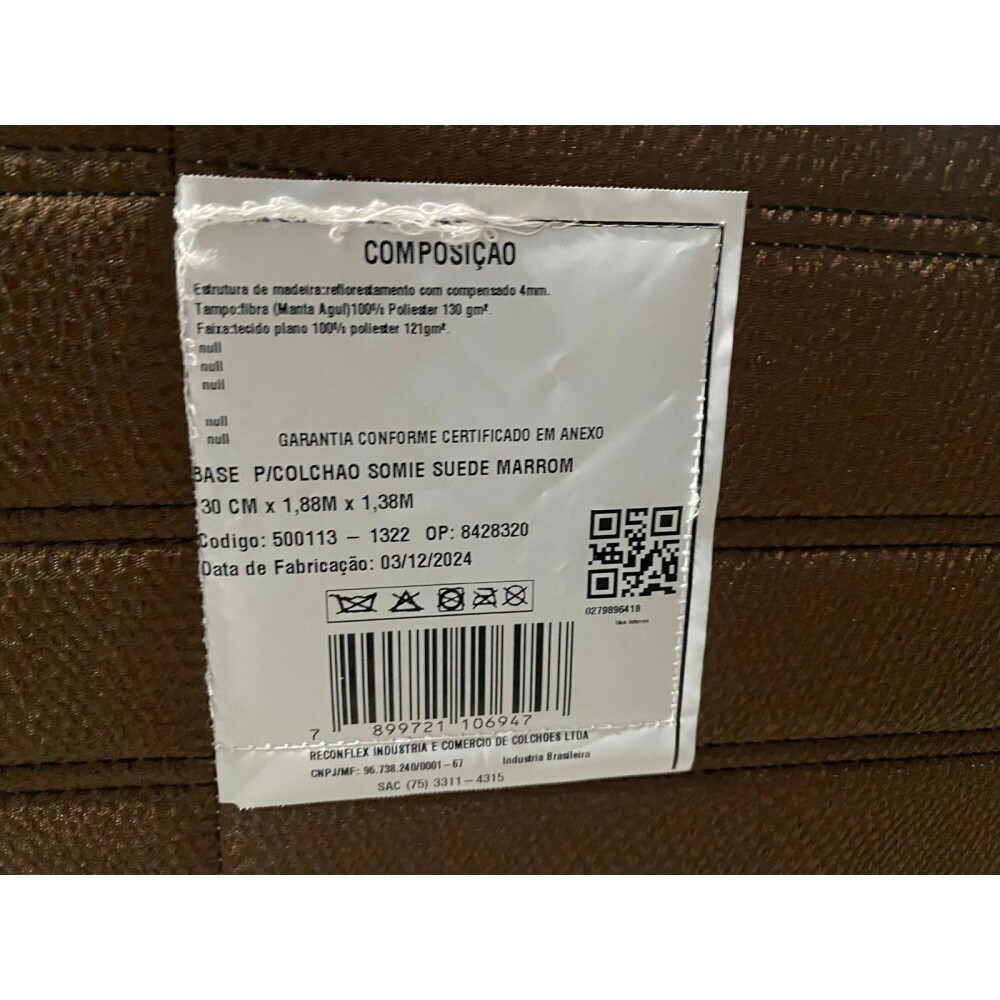 COMPOSIÇAO
Estrutura de madeira:reflorestamento com compensado 4mm.
Tampo:fibra (Manta Agul)100% Poliester 130 gm².
Faixa:tecido plano 100% poliester 121gm².
null
null
null
null
null
GARANTIA CONFORME CERTIFICADO EM ANEXO
BASE P/COLCHAO SOMIE SUEDE MARROM
30 CM x 1,88M x 1,38M
Codigo: 500113 - 1322 OP: 8428320
Data de Fabricação: 03/12/2024
0279896418
7 899721 106947
RECONFLEX INDUSTRIA E COMERCIO DE COLCHOES LTDA
CNPJ/MF: 96.738.240/0001-67 Industria Brasileira
SAC (75) 3311-4315